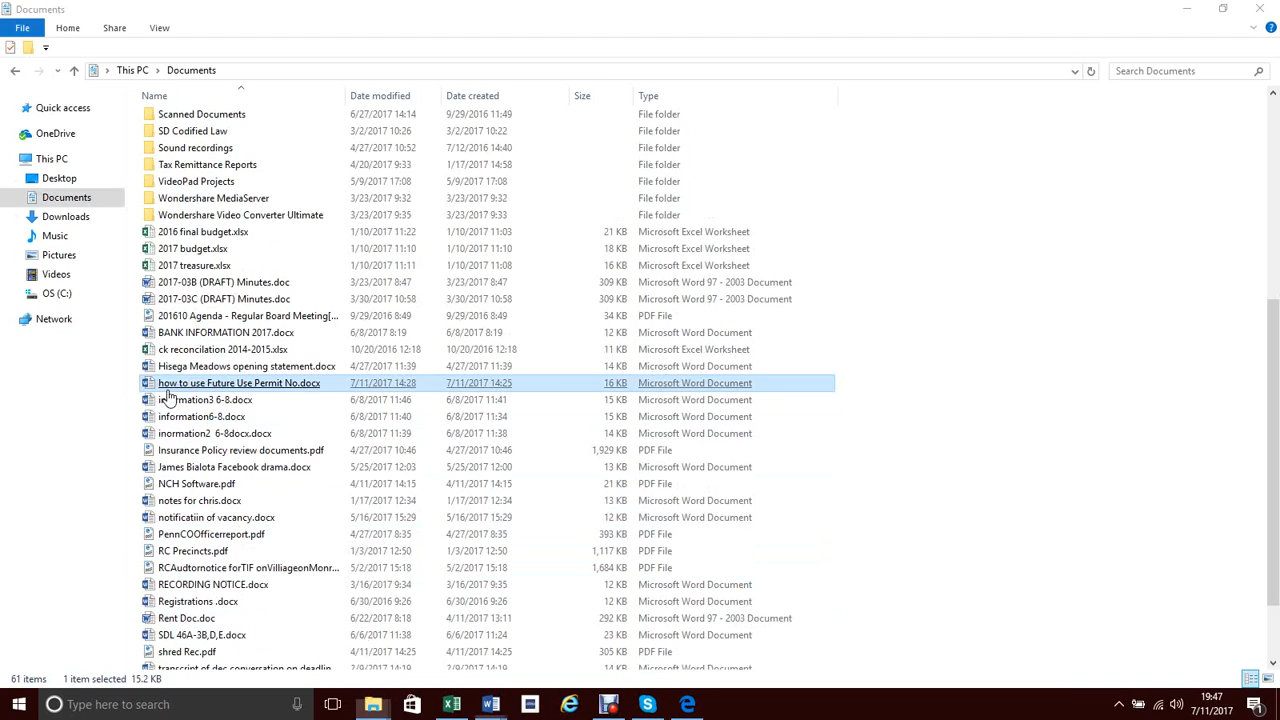 Documents
File Home Share View
This PC Documents Search Documents
Name Date modified Date created Size Type
Quick access
OneDrive
This PC
Desktop
Documents
Downloads
Music
Pictures
Videos
OS (C:)
Network
Scanned Documents 6/27/2017 14:14 9/29/2016 11:49 File folder
SD Codified Law 3/2/2017 10:26 3/2/2017 10:22 File folder
Sound recordings 4/27/2017 10:52 7/12/2016 14:40 File folder
Tax Remittance Reports 4/20/2017 9:33 1/17/2017 14:58 File folder
VideoPad Projects 5/9/2017 17:08 5/9/2017 17:08 File folder
Wondershare MediaServer 3/23/2017 9:32 3/23/2017 9:32 File folder
Wondershare Video Converter Ultimate 3/23/2017 9:35 3/23/2017 9:33 File folder
2016 final budget.xlsx 1/10/2017 11:22 1/10/2017 11:03 21 KB Microsoft Excel Worksheet
2017 budget.xlsx 1/10/2017 11:10 1/10/2017 11:10 18 KB Microsoft Excel Worksheet
2017 treasure.xlsx 1/10/2017 11:11 1/10/2017 11:08 16 KB Microsoft Excel Worksheet
2017-03B (DRAFT) Minutes.doc 3/23/2017 8:47 3/23/2017 8:47 309 KB Microsoft Word 97 - 2003 Document
2017-03C (DRAFT) Minutes.doc 3/30/2017 10:58 3/30/2017 10:58 309 KB Microsoft Word 97 - 2003 Document
201610 Agenda - Regular Board Meeting[... 9/29/2016 8:49 9/29/2016 8:49 34 KB PDF File
BANK INFORMATION 2017.docx 6/8/2017 8:19 6/8/2017 8:19 12 KB Microsoft Word Document
ck reconcilation 2014-2015.xlsx 10/20/2016 12:18 10/20/2016 12:18 11 KB Microsoft Excel Worksheet
Hisega Meadows opening statement.docx 4/27/2017 11:39 4/27/2017 11:39 14 KB Microsoft Word Document
how to use Future Use Permit No.docx 7/11/2017 14:28 7/11/2017 14:25 16 KB Microsoft Word Document
information3 6-8.docx 6/8/2017 11:46 6/8/2017 11:41 15 KB Microsoft Word Document
information6-8.docx 6/8/2017 11:40 6/8/2017 11:34 15 KB Microsoft Word Document
inormation2 6-8docx.docx 6/8/2017 11:39 6/8/2017 11:38 14 KB Microsoft Word Document
Insurance Policy review documents.pdf 4/27/2017 10:46 4/27/2017 10:46 1,929 KB PDF File
James Bialota Facebook drama.docx 5/25/2017 12:03 5/25/2017 12:00 13 KB Microsoft Word Document
NCH Software.pdf 4/11/2017 14:15 4/11/2017 14:15 21 KB PDF File
notes for chris.docx 1/17/2017 12:34 1/17/2017 12:34 13 KB Microsoft Word Document
notificatiin of vacancy.docx 5/16/2017 15:29 5/16/2017 15:29 12 KB Microsoft Word Document
PennCOOfficerreport.pdf 4/27/2017 8:35 4/27/2017 8:35 393 KB PDF File
RC Precincts.pdf 1/3/2017 12:50 1/3/2017 12:50 1,117 KB PDF File
RCAudtornotice forTIF onVilliageonMonr... 5/2/2017 15:18 5/2/2017 15:18 1,684 KB PDF File
RECORDING NOTICE.docx 3/16/2017 9:34 3/16/2017 9:35 12 KB Microsoft Word Document
Registrations .docx 6/30/2016 9:26 6/30/2016 9:26 12 KB Microsoft Word Document
Rent Doc.doc 6/22/2017 8:18 4/11/2017 13:11 292 KB Microsoft Word 97 - 2003 Document
SDL 46A-3B,D,E.docx 6/6/2017 11:38 6/6/2017 11:24 23 KB Microsoft Word Document
shred Rec.pdf 4/11/2017 14:25 4/11/2017 14:25 305 KB PDF File
transcript of dec conversation on deadlin... 2/9/2017 14:19 2/9/2017 14:19 14 KB Microsoft Word Document
61 items 1 item selected 15.2 KB
Type here to search
19:47
7/11/2017